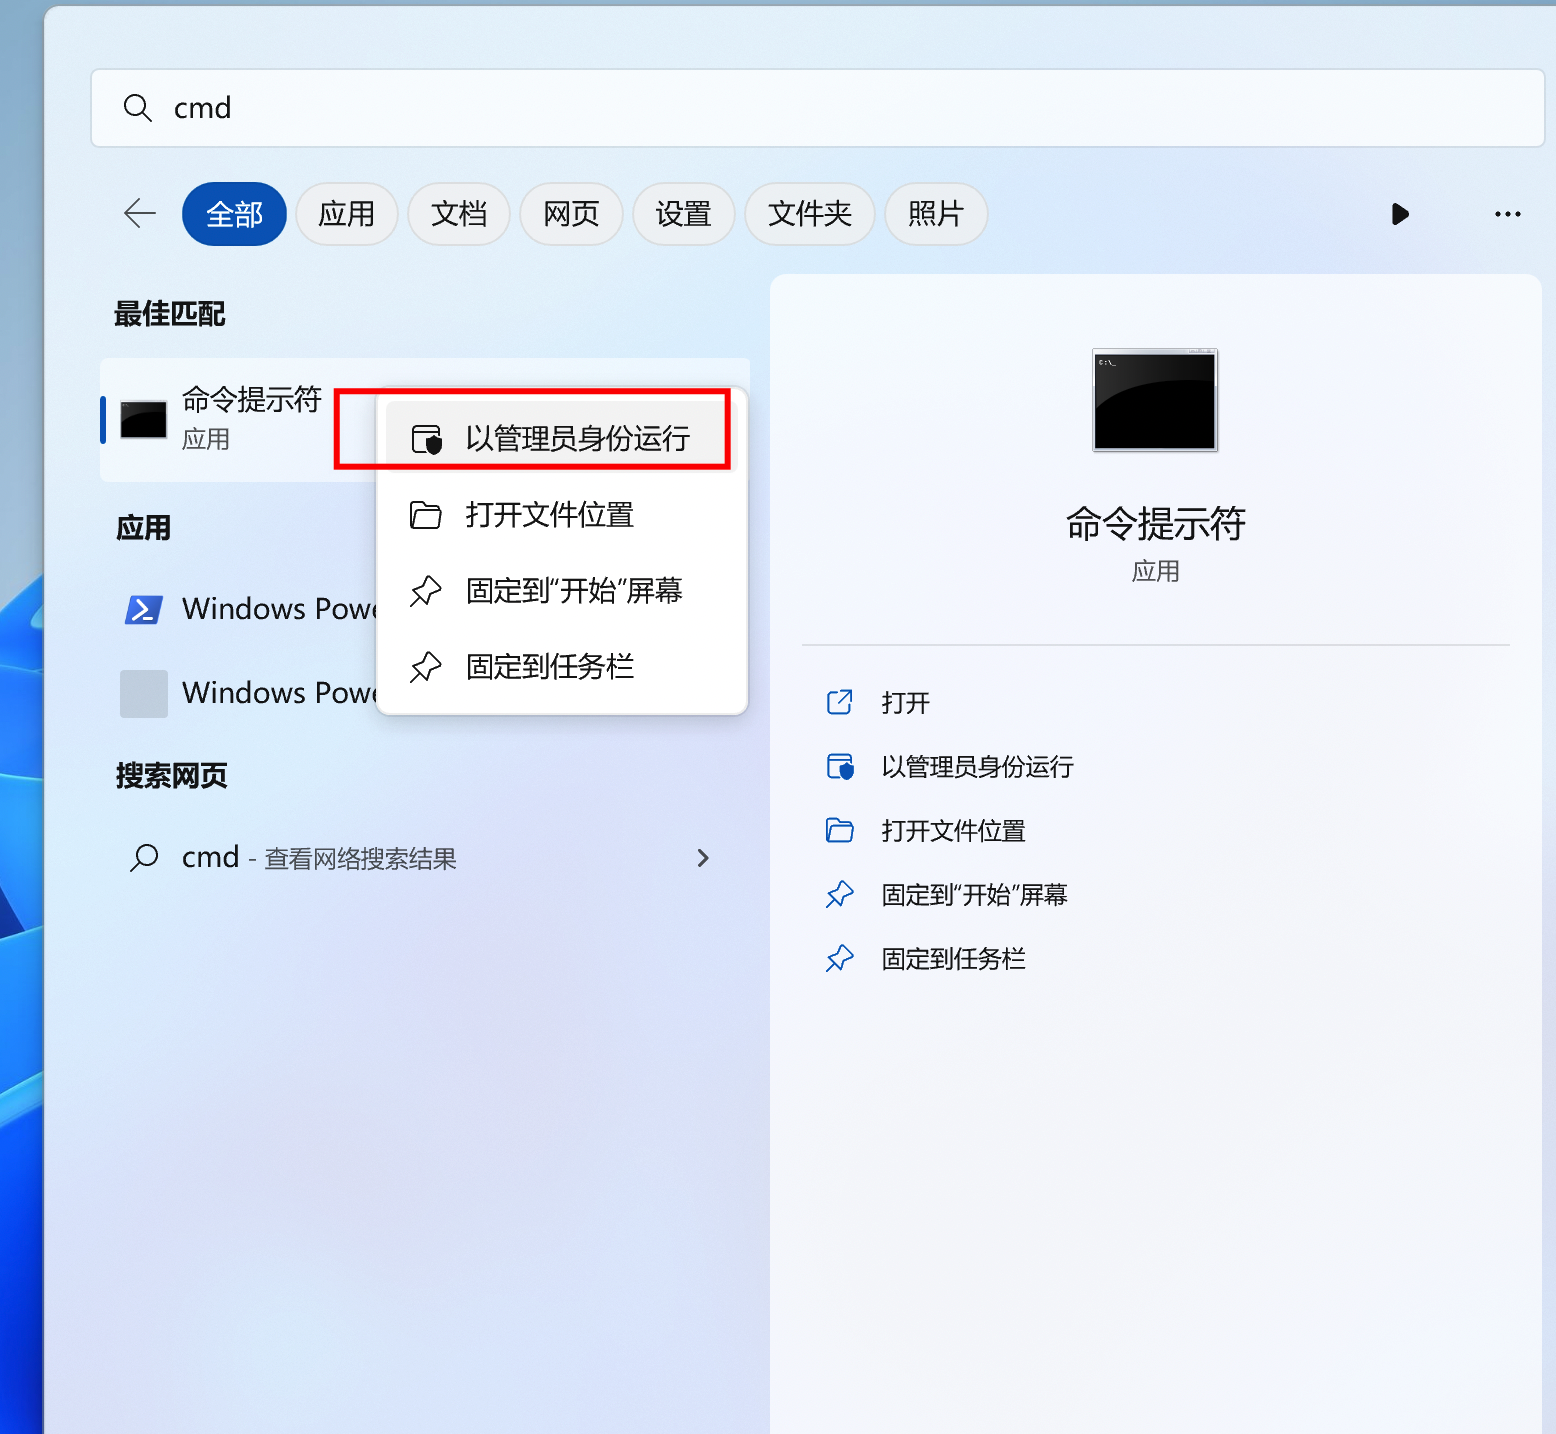 cmd
全部
应用
文档
网页
设置
文件夹
照片
最佳匹配
命令提示符
应用
以管理员身份运行
打开文件位置
固定到“开始”屏幕
固定到任务栏
应用
Windows Powe
Windows Powe
搜索网页
cmd - 查看网络搜索结果
C:\_
命令提示符
应用
打开
以管理员身份运行
打开文件位置
固定到“开始”屏幕
固定到任务栏